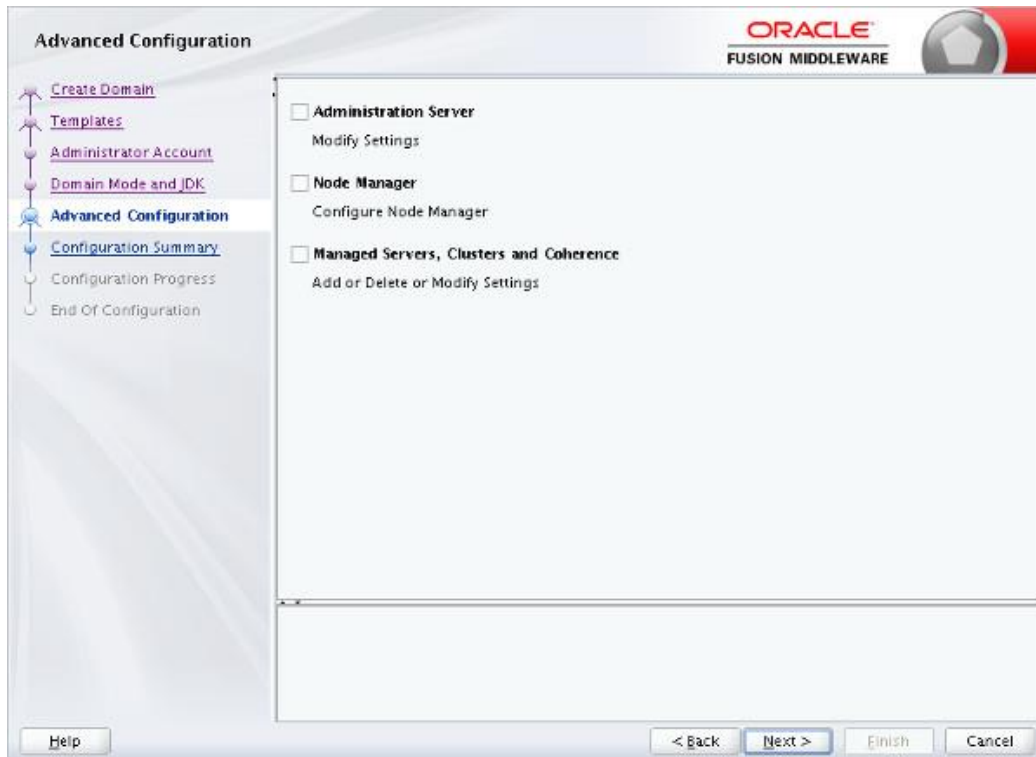 Advanced Configuration
ORACLE
FUSION MIDDLEWARE
Create Domain
Templates
Administrator Account
Domain Mode and JDK
Advanced Configuration
Configuration Summary
Configuration Progress
End Of Configuration
Administration Server
Modify Settings
Node Manager
Configure Node Manager
Managed Servers, Clusters and Coherence
Add or Delete or Modify Settings
Help
< Back
Next >
Finish
Cancel